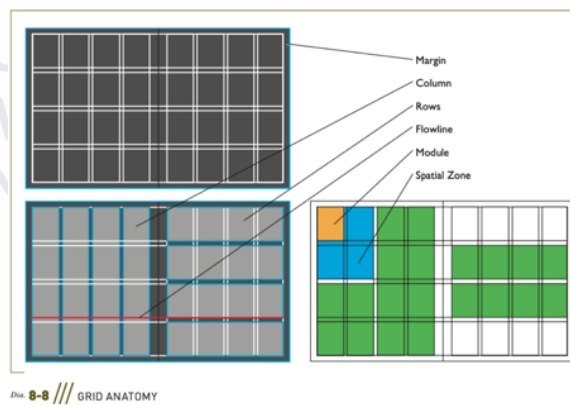 Margin
Column
Rows
Flowline
Module
Spatial Zone
Dia. 8-8 /// GRID ANATOMY